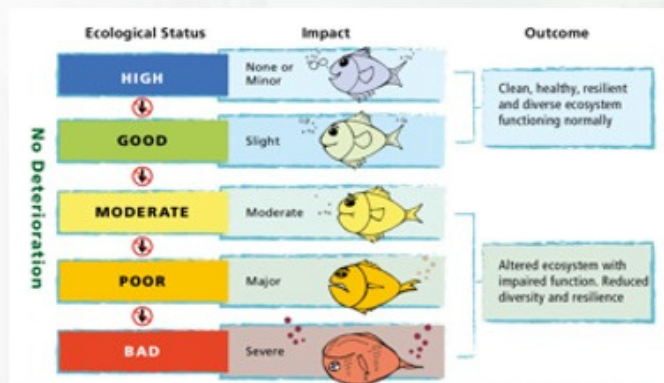 Ecological Status
Impact
Outcome
No Deterioration
HIGH
None or
Minor
Clean, healthy, resilient
and diverse ecosystem
functioning normally
GOOD
Slight
MODERATE
Moderate
POOR
Major
Altered ecosystem with
impaired function. Reduced
diversity and resilience
BAD
Severe